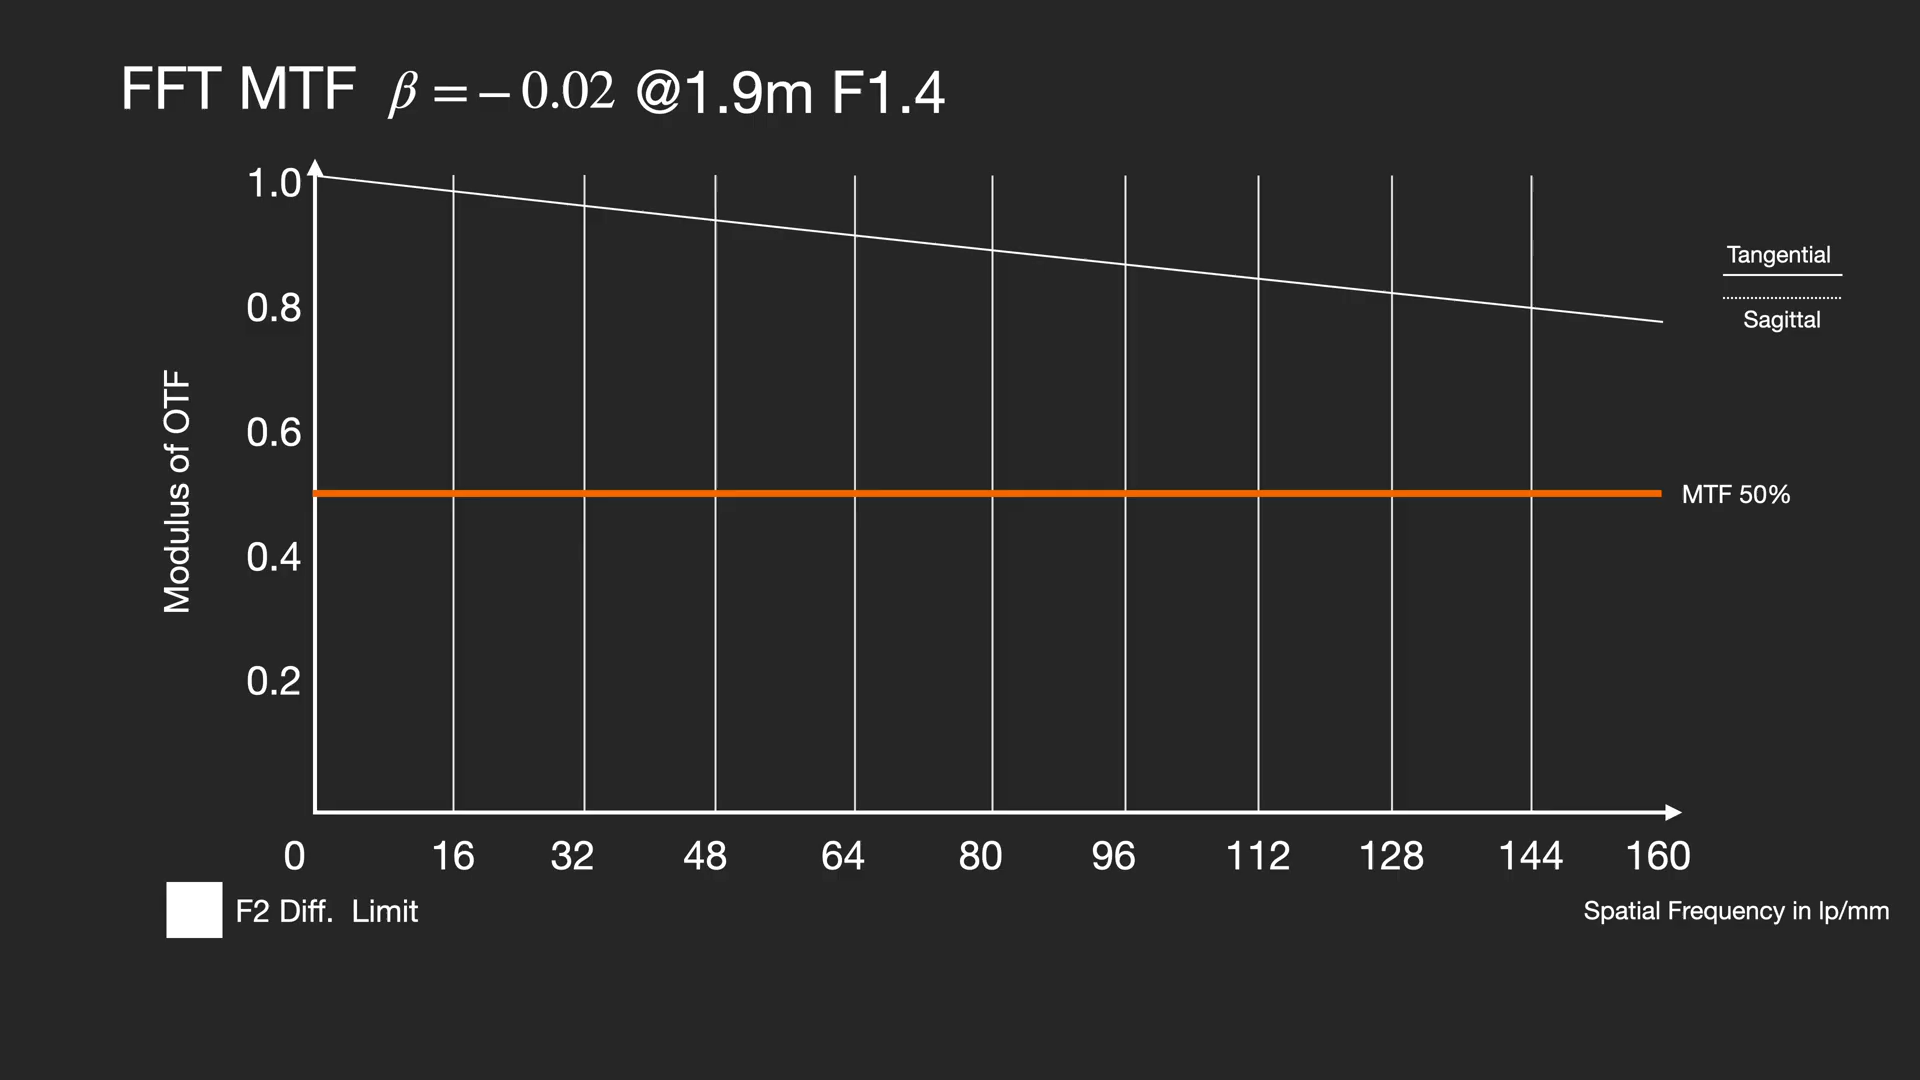 FFT MTF β = − 0.02 @1.9m F1.4
1.0
0.8
0.6
0.4
0.2
Modulus of OTF
Tangential
Sagittal
MTF 50%
0 16 32 48 64 80 96 112 128 144 160
F2 Diff. Limit
Spatial Frequency in lp/mm